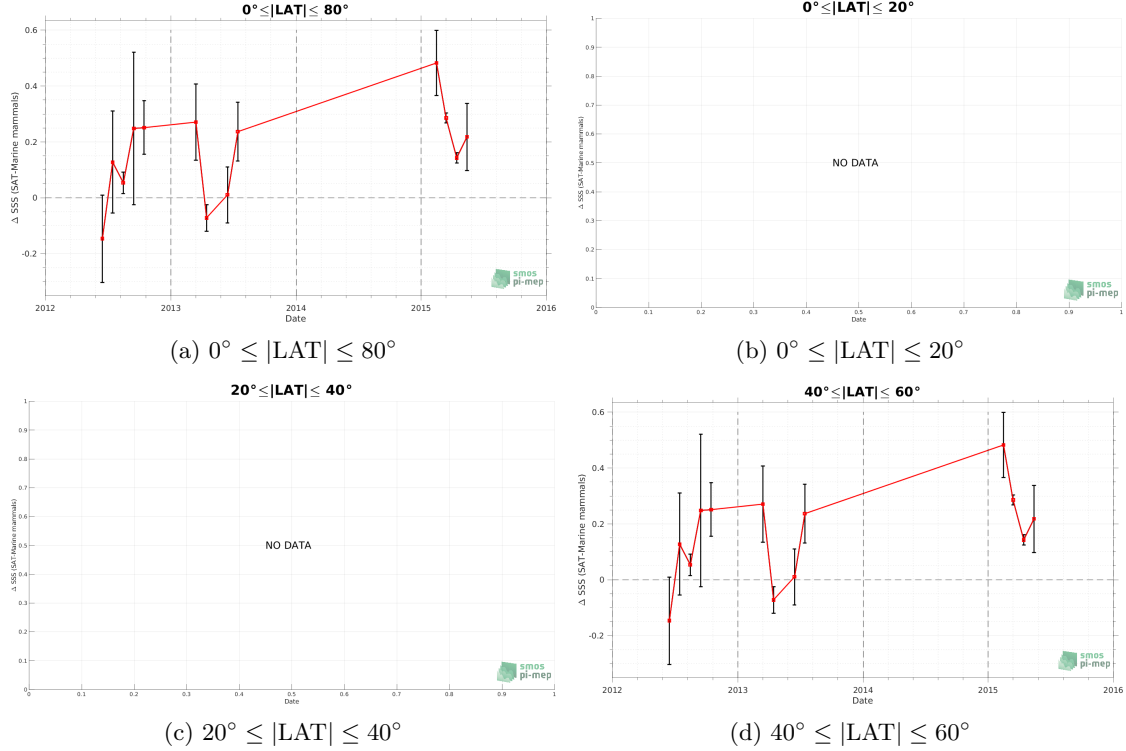 0°≤|LAT|≤ 80°
0.6
0.4
0.2
0
-0.2
Δ SSS (SAT-Marine mammals)
2012
2013
2014
2015
2016
Date
smos
pi-mep
(a) 0° ≤ |LAT| ≤ 80°
0°≤|LAT|≤ 20°
1
0.9
0.8
0.7
0.6
0.5
0.4
0.3
0.2
0.1
0
Δ SSS (SAT-Marine mammals)
NO DATA
0
0.1
0.2
0.3
0.4
0.5
0.6
0.7
0.8
0.9
1
Date
smos
pi-mep
(b) 0° ≤ |LAT| ≤ 20°
20°≤|LAT|≤ 40°
1
0.9
0.8
0.7
0.6
0.5
0.4
0.3
0.2
0.1
0
Δ SSS (SAT-Marine mammals)
NO DATA
0
0.1
0.2
0.3
0.4
0.5
0.6
0.7
0.8
0.9
1
Date
smos
pi-mep
(c) 20° ≤ |LAT| ≤ 40°
40°≤|LAT|≤ 60°
0.6
0.4
0.2
0
-0.2
Δ SSS (SAT-Marine mammals)
2012
2013
2014
2015
2016
Date
smos
pi-mep
(d) 40° ≤ |LAT| ≤ 60°